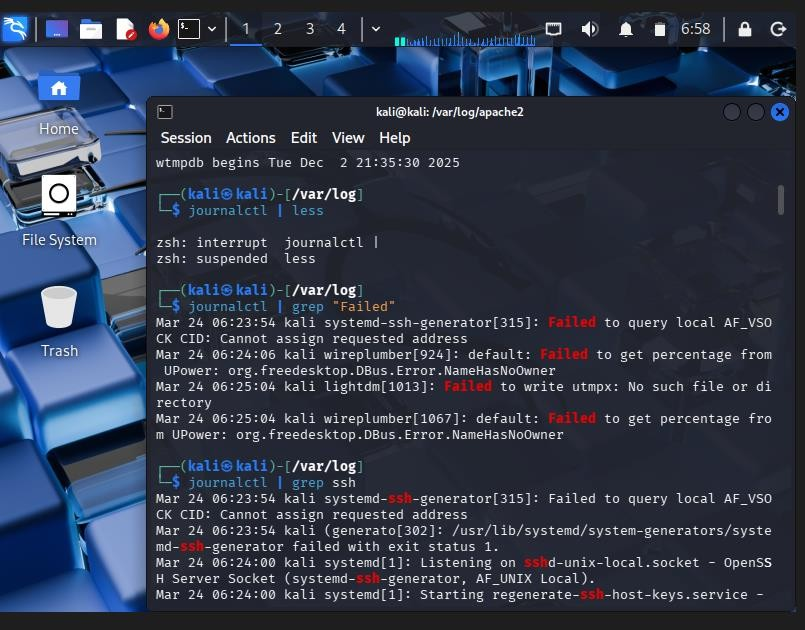 1 2 3 4 6:58
Home
File System
Trash
kali@kali: /var/log/apache2
Session Actions Edit View Help
wtmpdb begins Tue Dec  2 21:35:30 2025
┌──(kali㉿kali)-[/var/log]
└─$ journalctl | less
zsh: interrupt  journalctl |
zsh: suspended  less
┌──(kali㉿kali)-[/var/log]
└─$ journalctl | grep "Failed"
Mar 24 06:23:54 kali systemd-ssh-generator[315]: Failed to query local AF_VSO
CK CID: Cannot assign requested address
Mar 24 06:24:06 kali wireplumber[924]: default: Failed to get percentage from
 UPower: org.freedesktop.DBus.Error.NameHasNoOwner
Mar 24 06:25:04 kali lightdm[1013]: Failed to write utmpx: No such file or di
rectory
Mar 24 06:25:04 kali wireplumber[1067]: default: Failed to get percentage fro
m UPower: org.freedesktop.DBus.Error.NameHasNoOwner
┌──(kali㉿kali)-[/var/log]
└─$ journalctl | grep ssh
Mar 24 06:23:54 kali systemd-ssh-generator[315]: Failed to query local AF_VSO
CK CID: Cannot assign requested address
Mar 24 06:23:54 kali (generato[302]: /usr/lib/systemd/system-generators/syste
md-ssh-generator failed with exit status 1.
Mar 24 06:24:00 kali systemd[1]: Listening on sshd-unix-local.socket - OpenSS
H Server Socket (systemd-ssh-generator, AF_UNIX Local).
Mar 24 06:24:00 kali systemd[1]: Starting regenerate-ssh-host-keys.service -